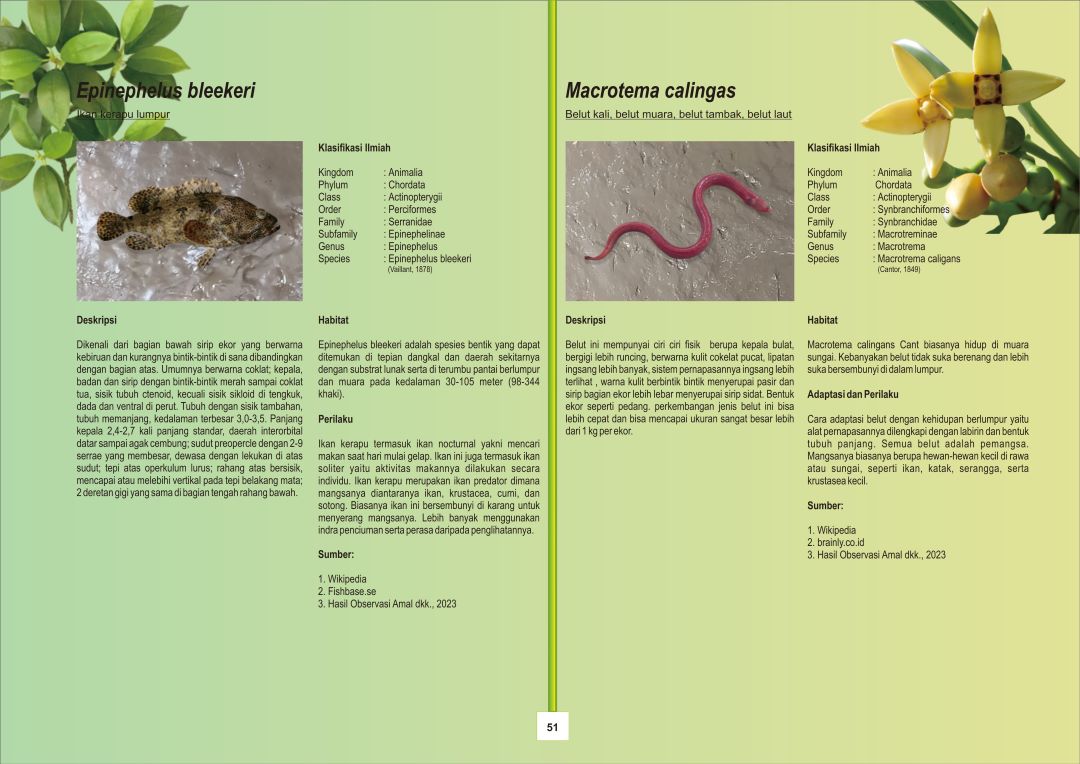 Epinephelus bleekeri
Ikan kerapu lumpur
Klasifikasi Ilmiah
Kingdom : Animalia
Phylum : Chordata
Class : Actinopterygii
Order : Perciformes
Family : Serranidae
Subfamily : Epinephelinae
Genus : Epinephelus
Species : Epinephelus bleekeri
(Vaillant, 1878)
Deskripsi
Dikenali dari bagian bawah sirip ekor yang berwarna
kebiruan dan kurangnya bintik-bintik di sana dibandingkan
dengan bagian atas. Umumnya berwarna coklat; kepala,
badan dan sirip dengan bintik-bintik merah sampai coklat
tua, sisik tubuh ctenoid, kecuali sisik sikloid di tengkuk,
dada dan ventral di perut. Tubuh dengan sisik tambahan,
tubuh memanjang, kedalaman terbesar 3,0-3,5. Panjang
kepala 2,4-2,7 kali panjang standar, daerah interorbital
datar sampai agak cembung; sudut preopercle dengan 2-9
serrae yang membesar, dewasa dengan lekukan di atas
sudut; tepi atas operkulum lurus; rahang atas bersisik,
mencapai atau melebihi vertikal pada tepi belakang mata;
2 deretan gigi yang sama di bagian tengah rahang bawah.
Habitat
Epinephelus bleekeri adalah spesies bentik yang dapat
ditemukan di tepian dangkal dan daerah sekitarnya
dengan substrat lunak serta di terumbu pantai berlumpur
dan muara pada kedalaman 30-105 meter (98-344
khaki).
Perilaku
Ikan kerapu termasuk ikan nocturnal yakni mencari
makan saat hari mulai gelap. Ikan ini juga termasuk ikan
soliter yaitu aktivitas makannya dilakukan secara
individu. Ikan kerapu merupakan ikan predator dimana
mangsanya diantaranya ikan, krustacea, cumi, dan
sotong. Biasanya ikan ini bersembunyi di karang untuk
menyerang mangsanya. Lebih banyak menggunakan
indra penciuman serta perasa daripada penglihatannya.
Sumber:
1. Wikipedia
2. Fishbase.se
3. Hasil Observasi Amal dkk., 2023
Macrotema calingas
Belut kali, belut muara, belut tambak, belut laut
Klasifikasi Ilmiah
Kingdom : Animalia
Phylum Chordata
Class : Actinopterygii
Order : Synbranchiformes
Family : Synbranchidae
Subfamily : Macrotreminae
Genus : Macrotrema
Species : Macrotrema caligans
(Cantor, 1849)
Deskripsi
Belut ini mempunyai ciri ciri fisik berupa kepala bulat,
bergigi lebih runcing, berwarna kulit cokelat pucat, lipatan
ingsang lebih banyak, sistem pernapasannya ingsang lebih
terlihat , warna kulit berbintik bintik menyerupai pasir dan
sirip bagian ekor lebih lebar menyerupai sirip sidat. Bentuk
ekor seperti pedang. perkembangan jenis belut ini bisa
lebih cepat dan bisa mencapai ukuran sangat besar lebih
dari 1 kg per ekor.
Habitat
Macrotema calingans Cant biasanya hidup di muara
sungai. Kebanyakan belut tidak suka berenang dan lebih
suka bersembunyi di dalam lumpur.
Adaptasi dan Perilaku
Cara adaptasi belut dengan kehidupan berlumpur yaitu
alat pernapasannya dilengkapi dengan labirin dan bentuk
tubuh panjang. Semua belut adalah pemangsa.
Mangsanya biasanya berupa hewan-hewan kecil di rawa
atau sungai, seperti ikan, katak, serangga, serta
krustasea kecil.
Sumber:
1. Wikipedia
2. brainly.co.id
3. Hasil Observasi Amal dkk., 2023
51